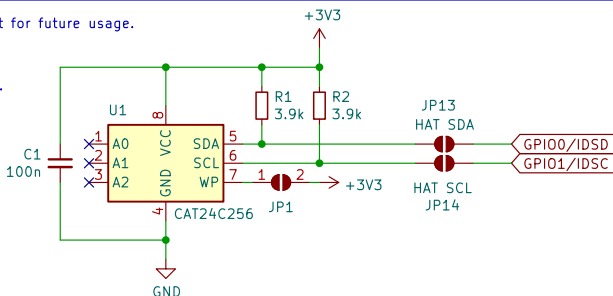 t for future usage.
+3V3
U1
8
R1
3.9k
R2
3.9k
JP13
HAT SDA
1
A0
VCC
SDA
5
GPIO0/IDSD
C1
100n
2
A1
SCL
6
GPIO1/IDSC
3
A2
GND
WP
7
1
2
+3V3
HAT SCL
JP14
JP1
4
CAT24C256
GND